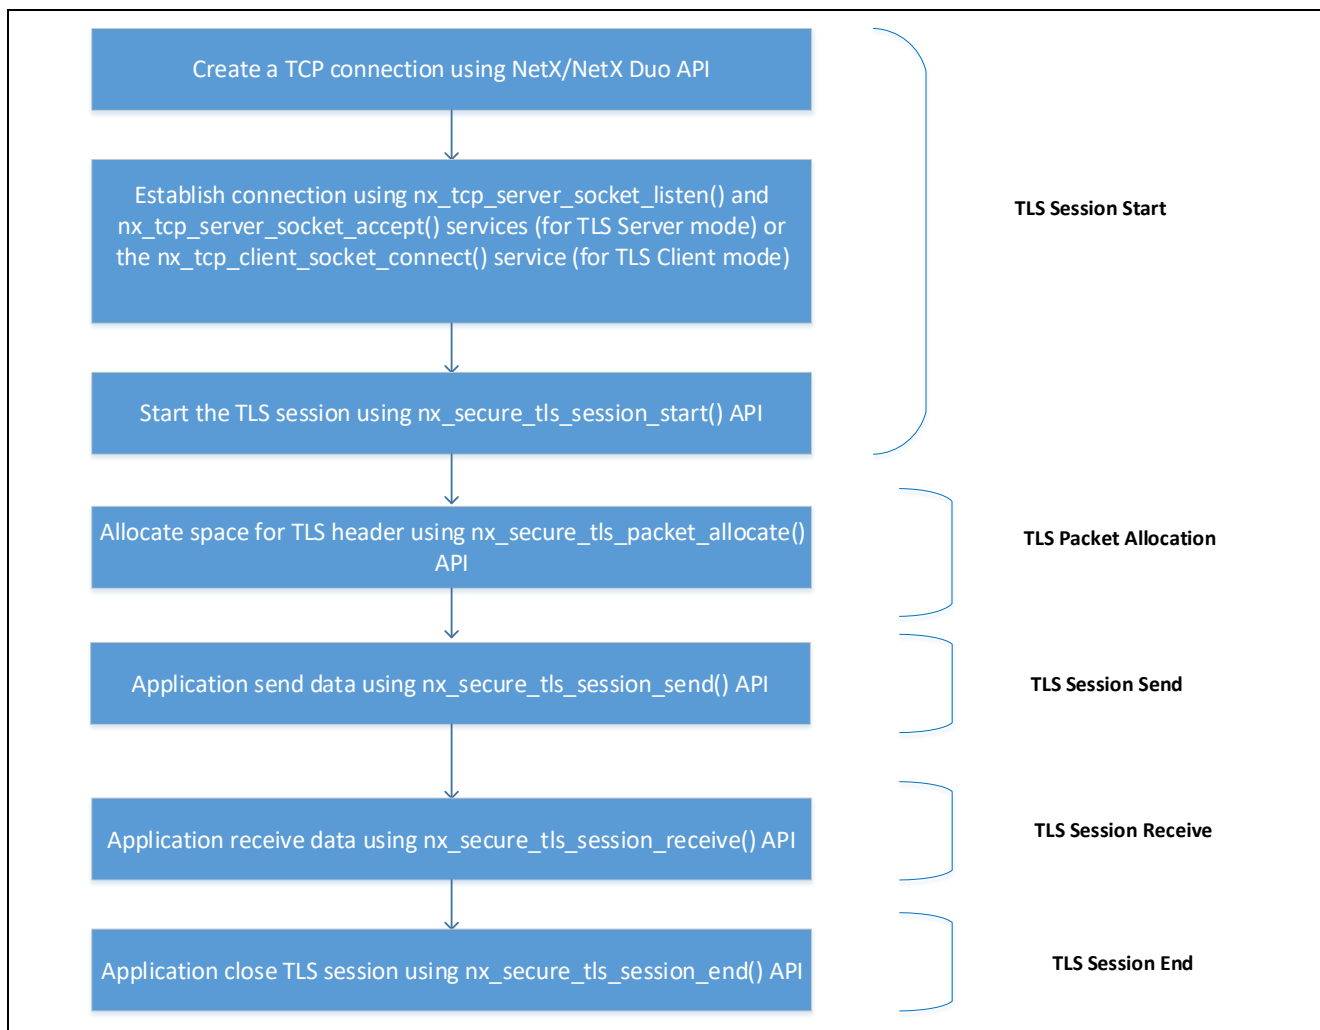 Create a TCP connection using NetX/NetX Duo API
Establish connection using nx_tcp_server_socket_listen() and
nx_tcp_server_socket_accept() services (for TLS Server mode) or
the nx_tcp_client_socket_connect() service (for TLS Client mode)
TLS Session Start
Start the TLS session using nx_secure_tls_session_start() API
Allocate space for TLS header using nx_secure_tls_packet_allocate()
API
TLS Packet Allocation
Application send data using nx_secure_tls_session_send() API
TLS Session Send
Application receive data using nx_secure_tls_session_receive() API
TLS Session Receive
Application close TLS session using nx_secure_tls_session_end() API
TLS Session End